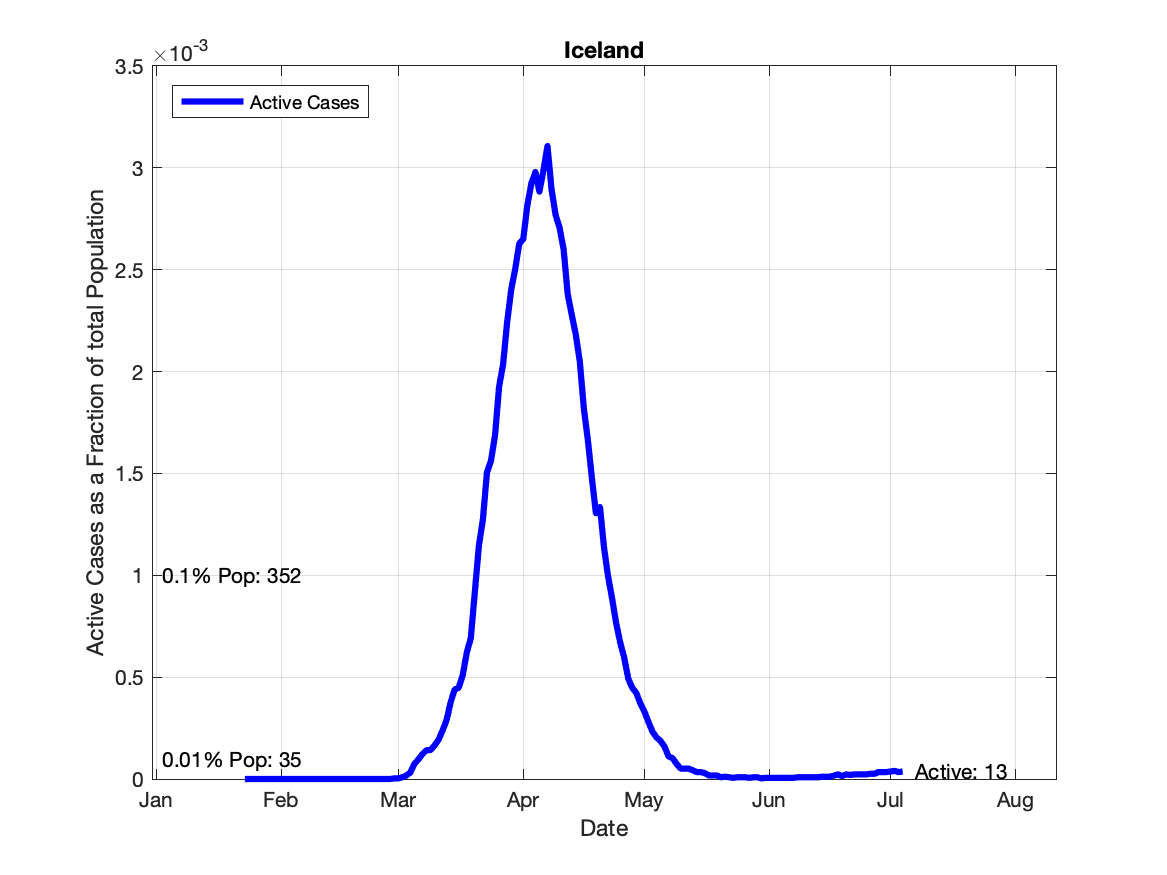 Iceland
×10-3
3.5
3
2.5
2
1.5
1
0.5
0
Active Cases as a Fraction of total Population
Active Cases
0.1% Pop: 352
0.01% Pop: 35
Active: 13
Jan Feb Mar Apr May Jun Jul Aug
Date